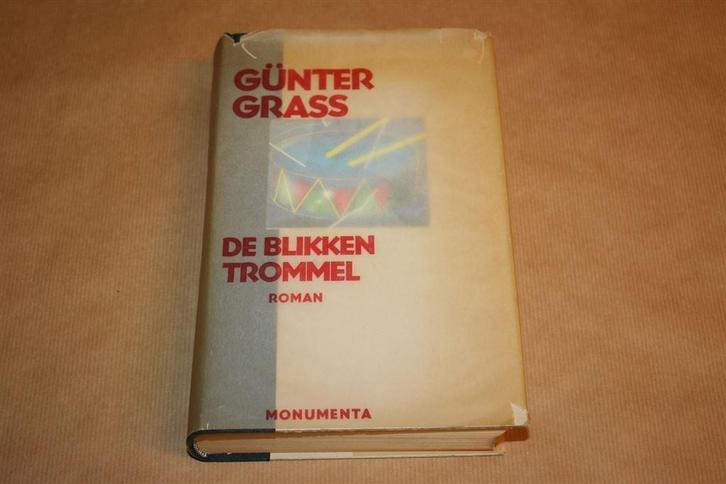 GÜNTER
GRASS
DE BLIKKEN
TROMMEL
ROMAN
MONUMENTA